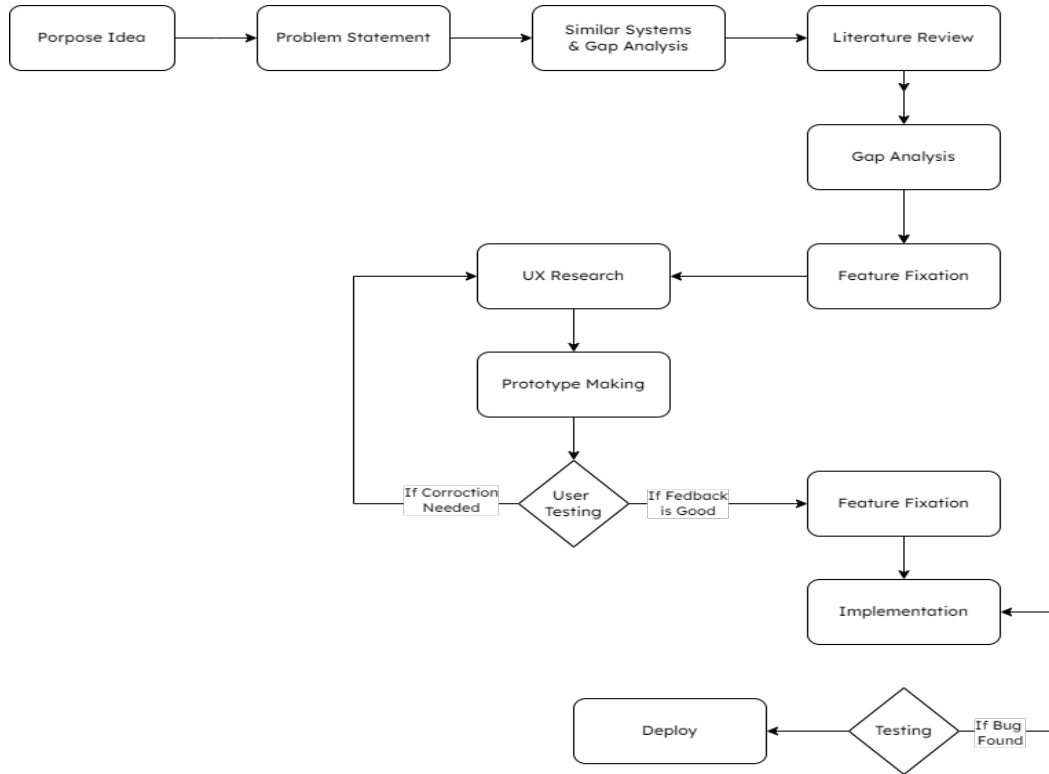 Porpose Idea
Problem Statement
Similar Systems
& Gap Analysis
Literature Review
Gap Analysis
UX Research
Feature Fixation
Prototype Making
If Corroction
Needed
User
Testing
If Fedback
is Good
Feature Fixation
Implementation
Deploy
Testing
If Bug
Found